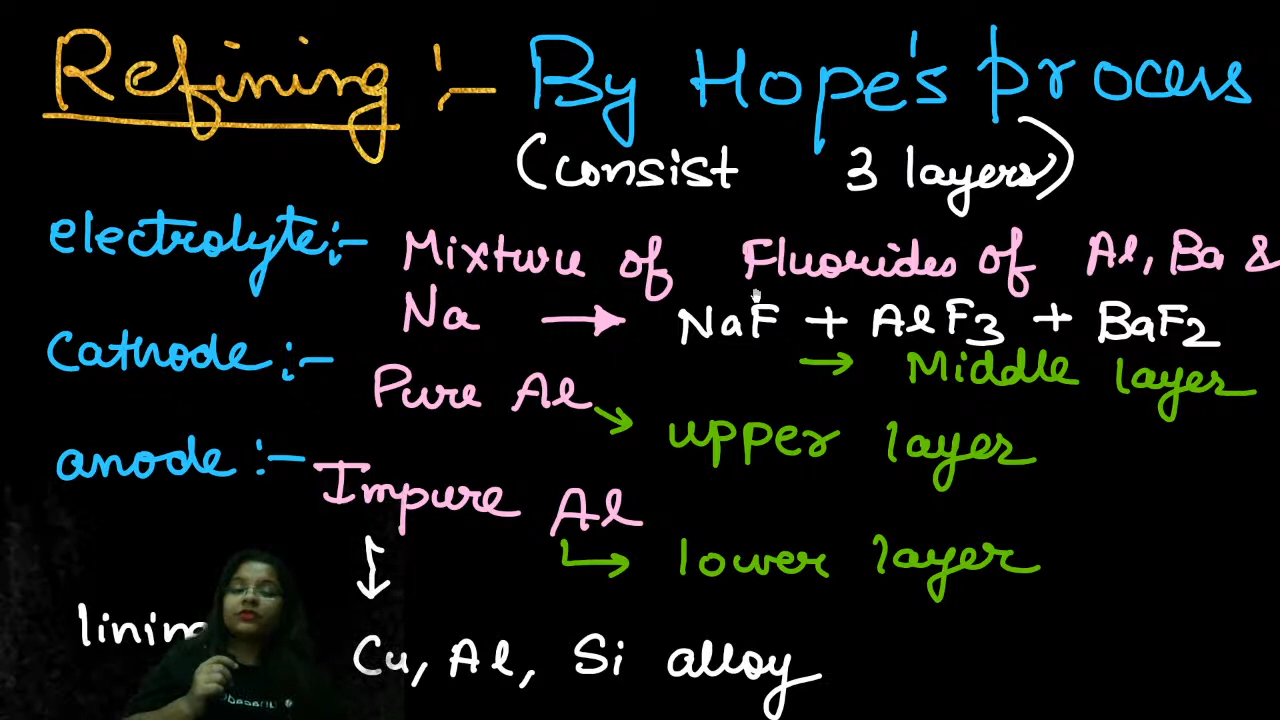 Refining :- By Hope's process
(consist 3 layers)
electrolyte :- Mixture of Fluorides of Al, Ba &
Na → NaF + AlF3 + BaF2
→ Middle layer
Cathode :- Pure Al → upper layer
anode :- Impure Al
↳ lower layer
Cu, Al, Si alloy